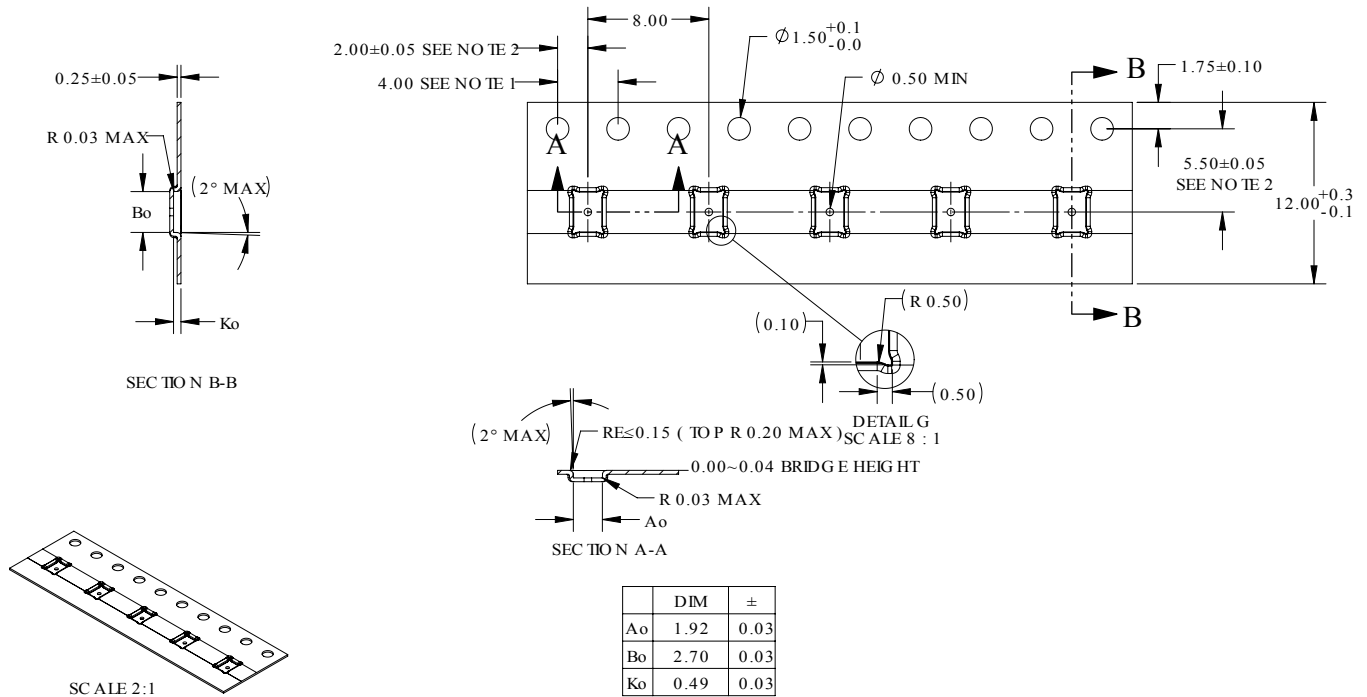 8.00
2.00±0.05 SEE NOTE 2
4.00 SEE NOTE 1
Ø1.50 +0.1 -0.0
Ø 0.50 MIN
B
1.75±0.10
0.25±0.05
R 0.03 MAX
(2° MAX)
Bo
Ko
SECTION B-B
A
A
5.50±0.05
SEE NOTE 2
12.00 +0.3 -0.1
B
(R 0.50)
(0.10)
(0.50)
DETAIL G
SCALE 8 : 1
(2° MAX)
RE≤0.15 ( TOP R 0.20 MAX )
0.00~0.04 BRIDGE HEIGHT
R 0.03 MAX
Ao
SECTION A-A
DIM ±
Ao 1.92 0.03
Bo 2.70 0.03
Ko 0.49 0.03
SCALE 2:1